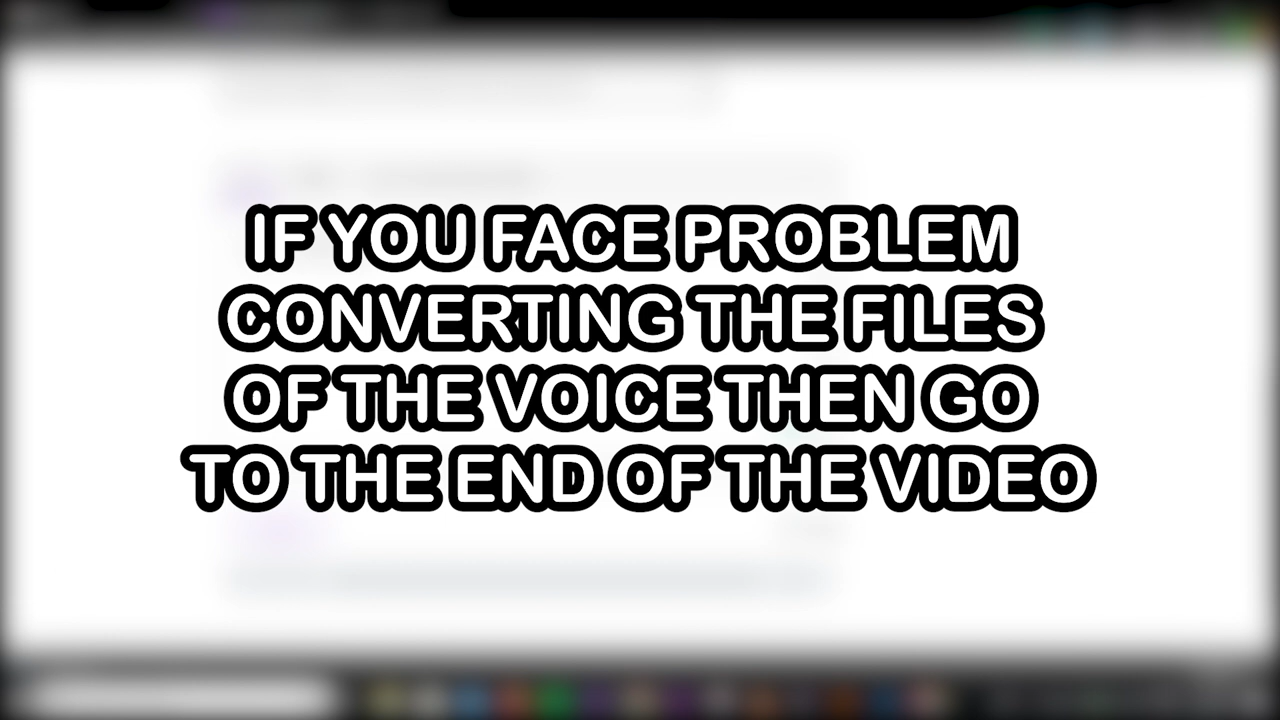 IF YOU FACE PROBLEM
CONVERTING THE FILES
OF THE VOICE THEN GO
TO THE END OF THE VIDEO